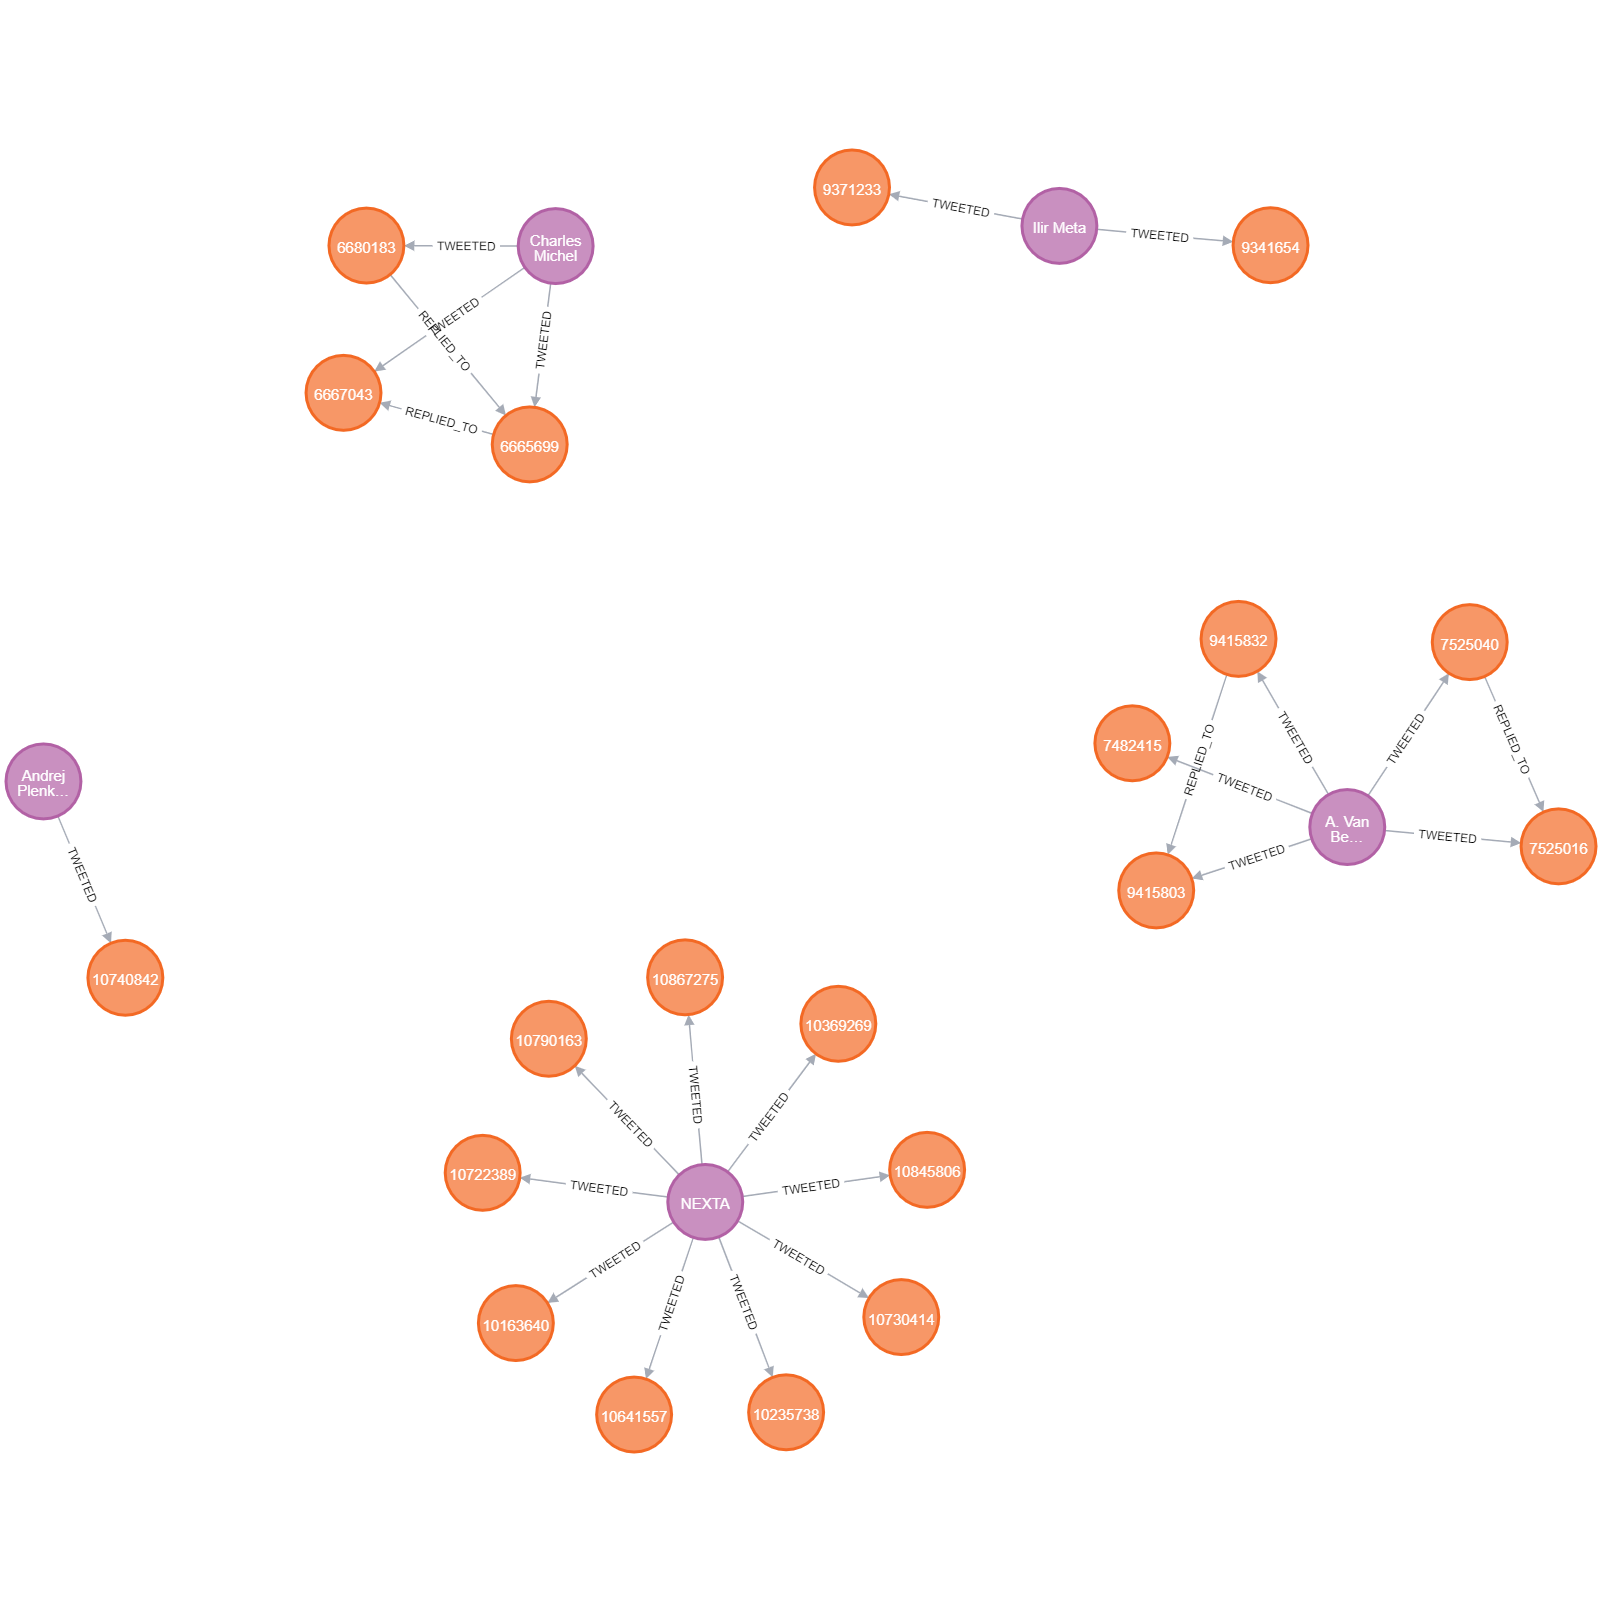 9371233
TWEETED
Ilir Meta
TWEETED
9341654
6680183
TWEETED
Charles
Michel
TWEETED
REPLIED_TO
TWEETED
6667043
REPLIED_TO
6665699
9415832
7525040
REPLIED_TO
TWEETED
TWEETED
REPLIED_TO
7482415
TWEETED
A. Van
Be…
TWEETED
7525016
TWEETED
9415803
Andrej
Plenk…
TWEETED
10740842
10867275
10790163
10369269
TWEETED
TWEETED
TWEETED
10722389
TWEETED
NEXTA
TWEETED
10845806
TWEETED
TWEETED
TWEETED
TWEETED
10163640
10730414
10641557
10235738